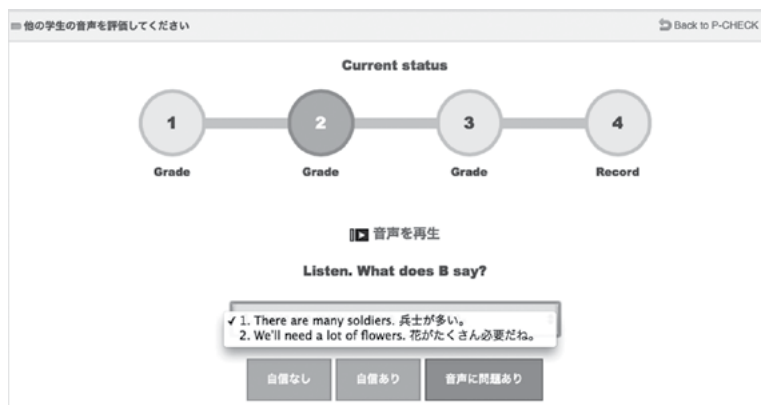 他の学生の音声を評価してください
Back to P-CHECK
Current status
1 2 3 4
Grade Grade Grade Record
音声を再生
Listen. What does B say?
✓ 1. There are many soldiers. 兵士が多い。
2. We'll need a lot of flowers. 花がたくさん必要だね。
自信なし 自信あり 音声に問題あり